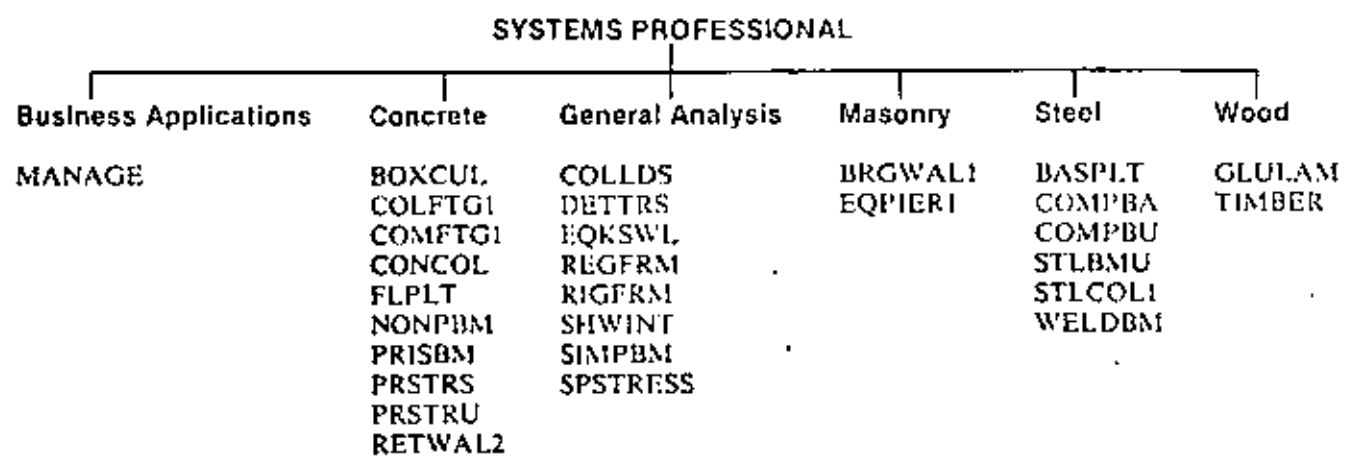 SYSTEMS PROFESSIONAL
Business Applications Concrete General Analysis Masonry Steel Wood
MANAGE BOXCUL COLLDS BRGWAL1 BASPLT GLULAM
COLFTG1 DETTRS EQPIER1 COMPBA TIMBER
COMFTG1 EQKSWL COMPBU
CONCOL REGFRM STLBMU
FLPLT RIGFRM STLCOL1
NONPBM SHWINT WELDBM
PRISBM SIMPBM
PRSTRS SPSTRESS
PRSTRU
RETWAL2